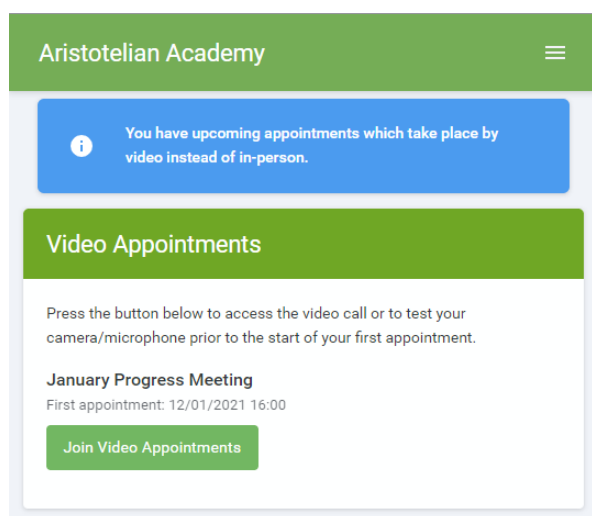 Aristotelian Academy
You have upcoming appointments which take place by
video instead of in-person.
Video Appointments
Press the button below to access the video call or to test your
camera/microphone prior to the start of your first appointment.
January Progress Meeting
First appointment: 12/01/2021 16:00
Join Video Appointments